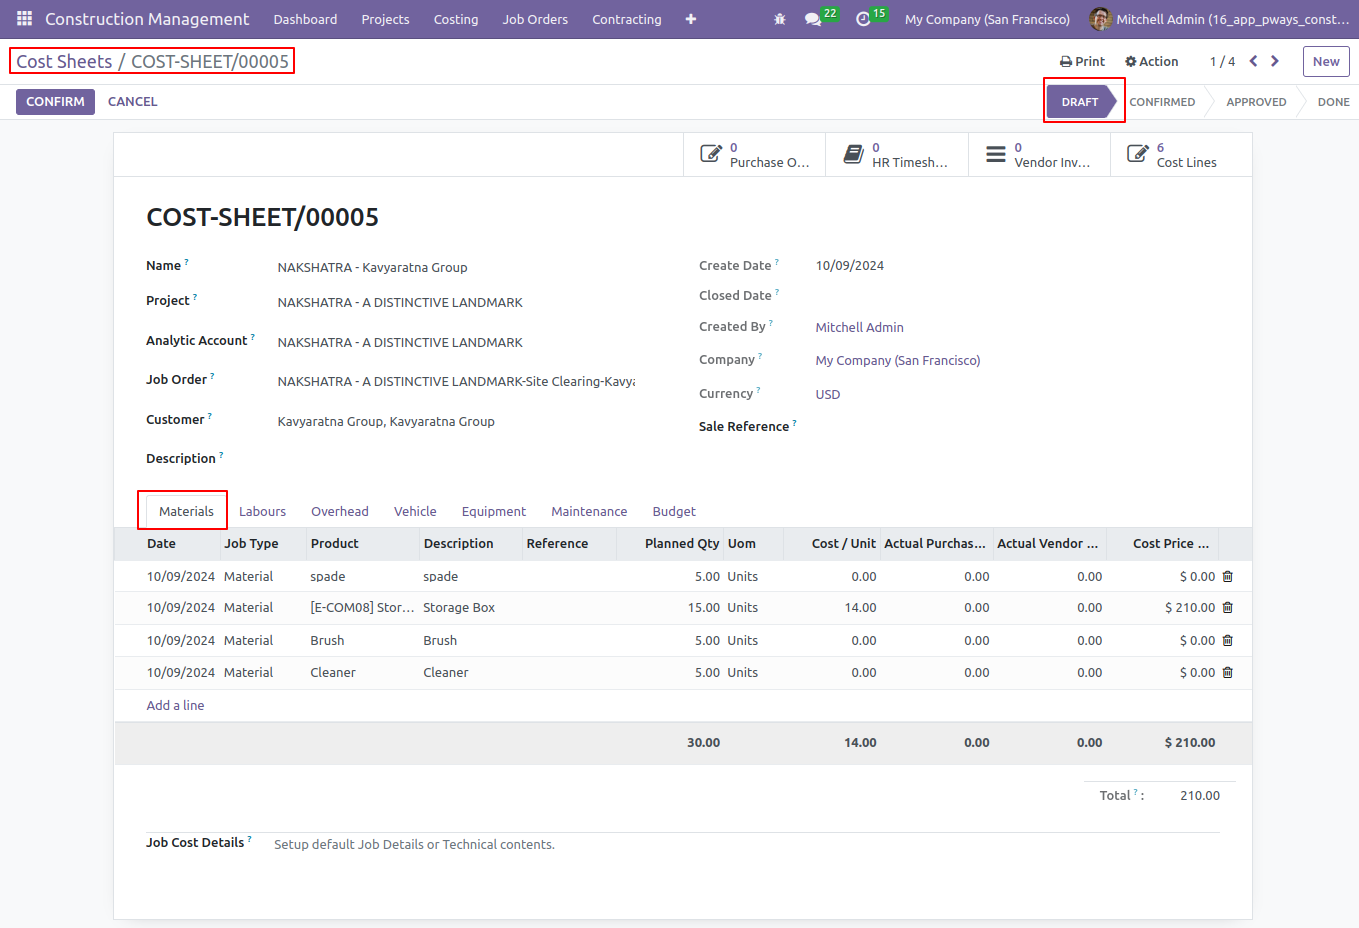 Construction Management Dashboard Projects Costing Job Orders Contracting + 22 15 My Company (San Francisco) Mitchell Admin (16_app_pways_const...
Cost Sheets / COST-SHEET/00005 Print Action 1 / 4 New
CONFIRM CANCEL DRAFT CONFIRMED APPROVED DONE
0 0 0 6
Purchase O... HR Timesh... Vendor Inv... Cost Lines
COST-SHEET/00005
Name ? NAKSHATRA - Kavyaratna Group
Project ? NAKSHATRA - A DISTINCTIVE LANDMARK
Analytic Account ? NAKSHATRA - A DISTINCTIVE LANDMARK
Job Order ? NAKSHATRA - A DISTINCTIVE LANDMARK-Site Clearing-Kavya
Customer ? Kavyaratna Group, Kavyaratna Group
Description ?
Create Date ? 10/09/2024
Closed Date ?
Created By ? Mitchell Admin
Company ? My Company (San Francisco)
Currency ? USD
Sale Reference ?
Materials Labours Overhead Vehicle Equipment Maintenance Budget
Date Job Type Product Description Reference Planned Qty Uom Cost / Unit Actual Purchas... Actual Vendor ... Cost Price ...
10/09/2024 Material spade spade 5.00 Units 0.00 0.00 0.00 $ 0.00
10/09/2024 Material [E-COM08] Stor... Storage Box 15.00 Units 14.00 0.00 0.00 $ 210.00
10/09/2024 Material Brush Brush 5.00 Units 0.00 0.00 0.00 $ 0.00
10/09/2024 Material Cleaner Cleaner 5.00 Units 0.00 0.00 0.00 $ 0.00
Add a line
30.00 14.00 0.00 0.00 $ 210.00
Total ? : 210.00
Job Cost Details ? Setup default Job Details or Technical contents.